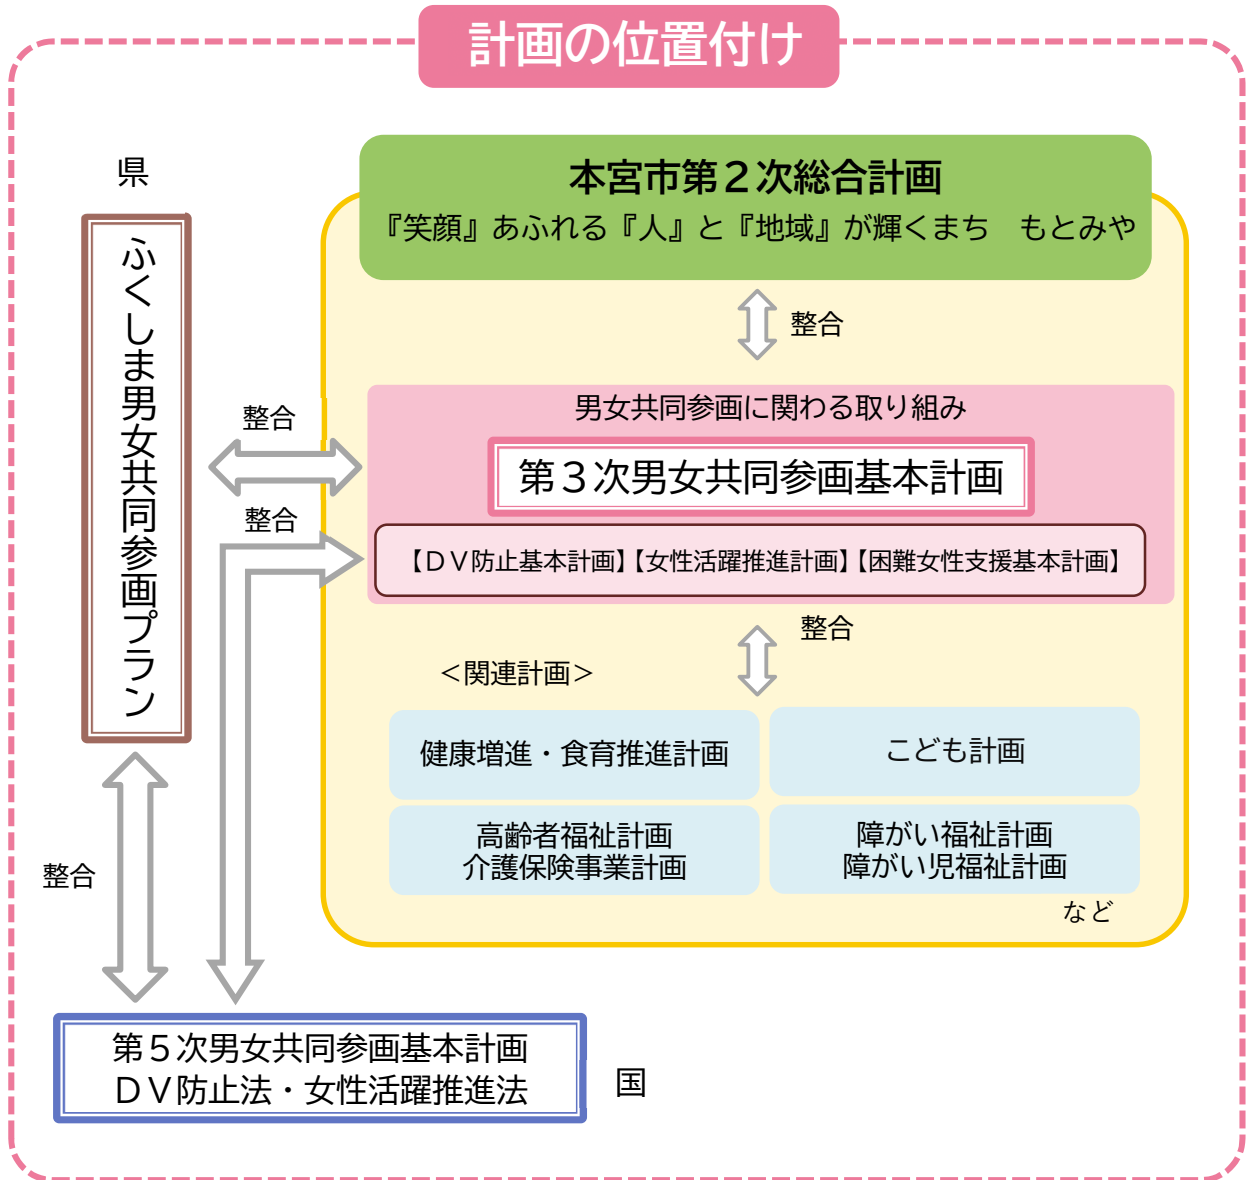 計画の位置付け
県
ふくしま男女共同参画プラン
本宮市第２次総合計画
『笑顔』あふれる『人』と『地域』が輝くまち　もとみや
整合
男女共同参画に関わる取り組み
第３次男女共同参画基本計画
【ＤＶ防止基本計画】【女性活躍推進計画】【困難女性支援基本計画】
整合
整合
整合
＜関連計画＞
健康増進・食育推進計画
こども計画
高齢者福祉計画
介護保険事業計画
障がい福祉計画
障がい児福祉計画
など
整合
第５次男女共同参画基本計画
ＤＶ防止法・女性活躍推進法
国